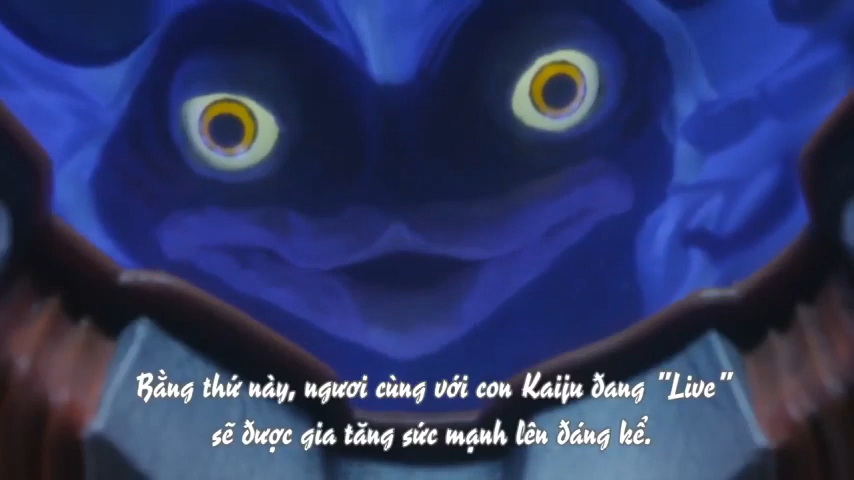 Bằng thứ này, ngươi cùng với con Kaiju đang "Live"
sẽ được gia tăng sức mạnh lên đáng kể.